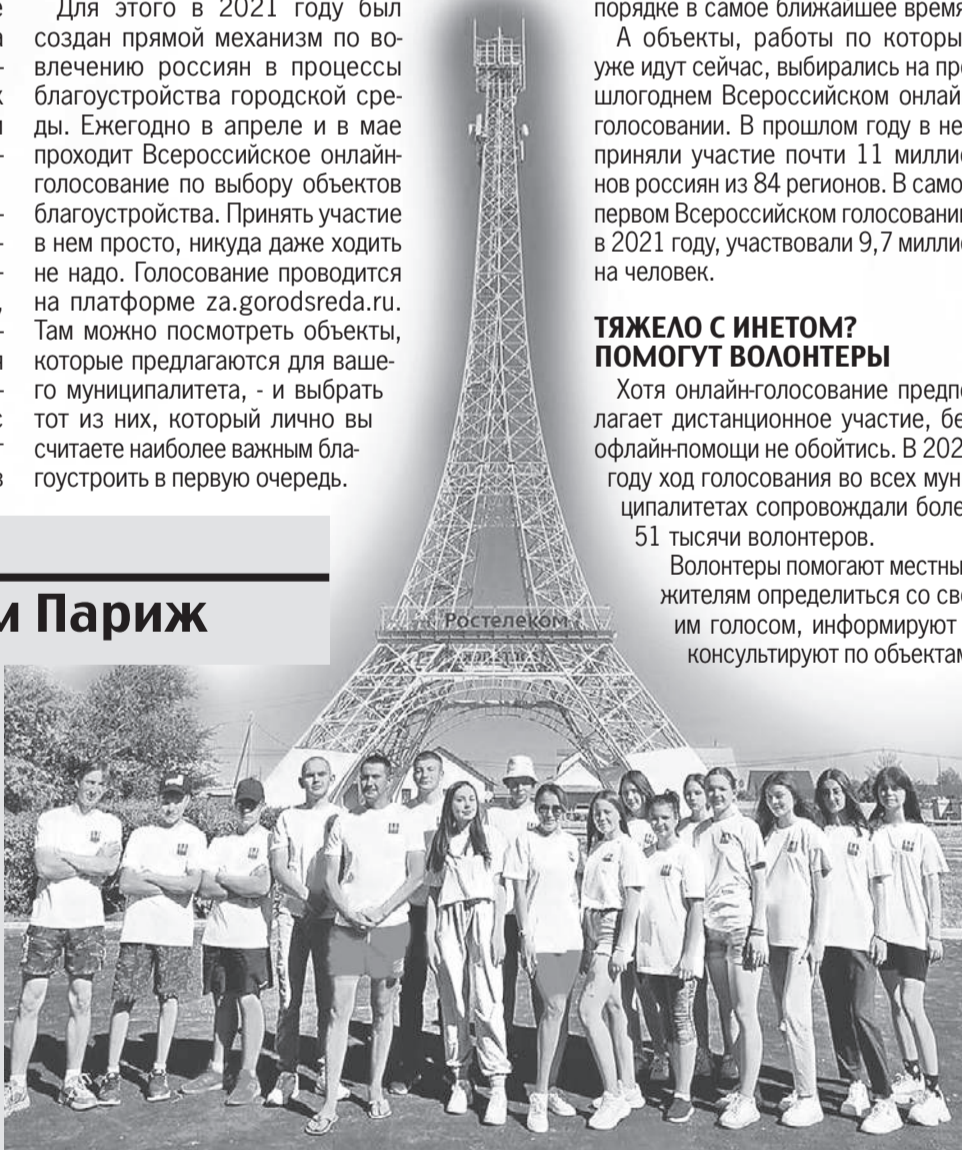 Для этого в 2021 году был
создан прямой механизм по во-
влечению россиян в процессы
благоустройства городской сре-
ды. Ежегодно в апреле и в мае
проходит Всероссийское онлайн-
голосование по выбору объектов
благоустройства. Принять участие
в нем просто, никуда даже ходить
не надо. Голосование проводится
на платформе za.gorodsreda.ru.
Там можно посмотреть объекты,
которые предлагаются для ваше-
го муниципалитета, - и выбрать
тот из них, который лично вы
считаете наиболее важным бла-
гоустроить в первую очередь.
Париж
порядке в самое ближайшее время
А объекты, работы по которы
уже идут сейчас, выбирались на пр
шлогоднем Всероссийском онлай
голосовании. В прошлом году в не
приняли участие почти 11 милли
нов россиян из 84 регионов. В само
первом Всероссийском голосовани
в 2021 году, участвовали 9,7 милли
на человек.
ТЯЖЕЛО С ИНЕТОМ?
ПОМОГУТ ВОЛОНТЕРЫ
Хотя онлайн-голосование предп
лагает дистанционное участие, бе
офлайн-помощи не обойтись. В 202
году ход голосования во всех мун
ципалитетах сопровождали боле
51 тысячи волонтеров.
Волонтеры помогают местны
жителям определиться со св
им голосом, информируют
консультируют по объектам
Ростелеком